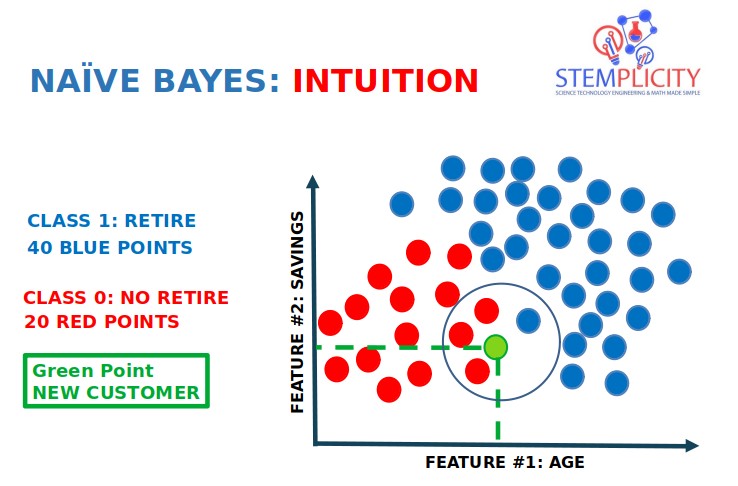 STEMPLICITY
SCIENCE TECHNOLOGY ENGINEERING & MATH MADE SIMPLE
NAÏVE BAYES: INTUITION
CLASS 1: RETIRE
40 BLUE POINTS
CLASS 0: NO RETIRE
20 RED POINTS
Green Point
NEW CUSTOMER
FEATURE #2: SAVINGS
FEATURE #1: AGE